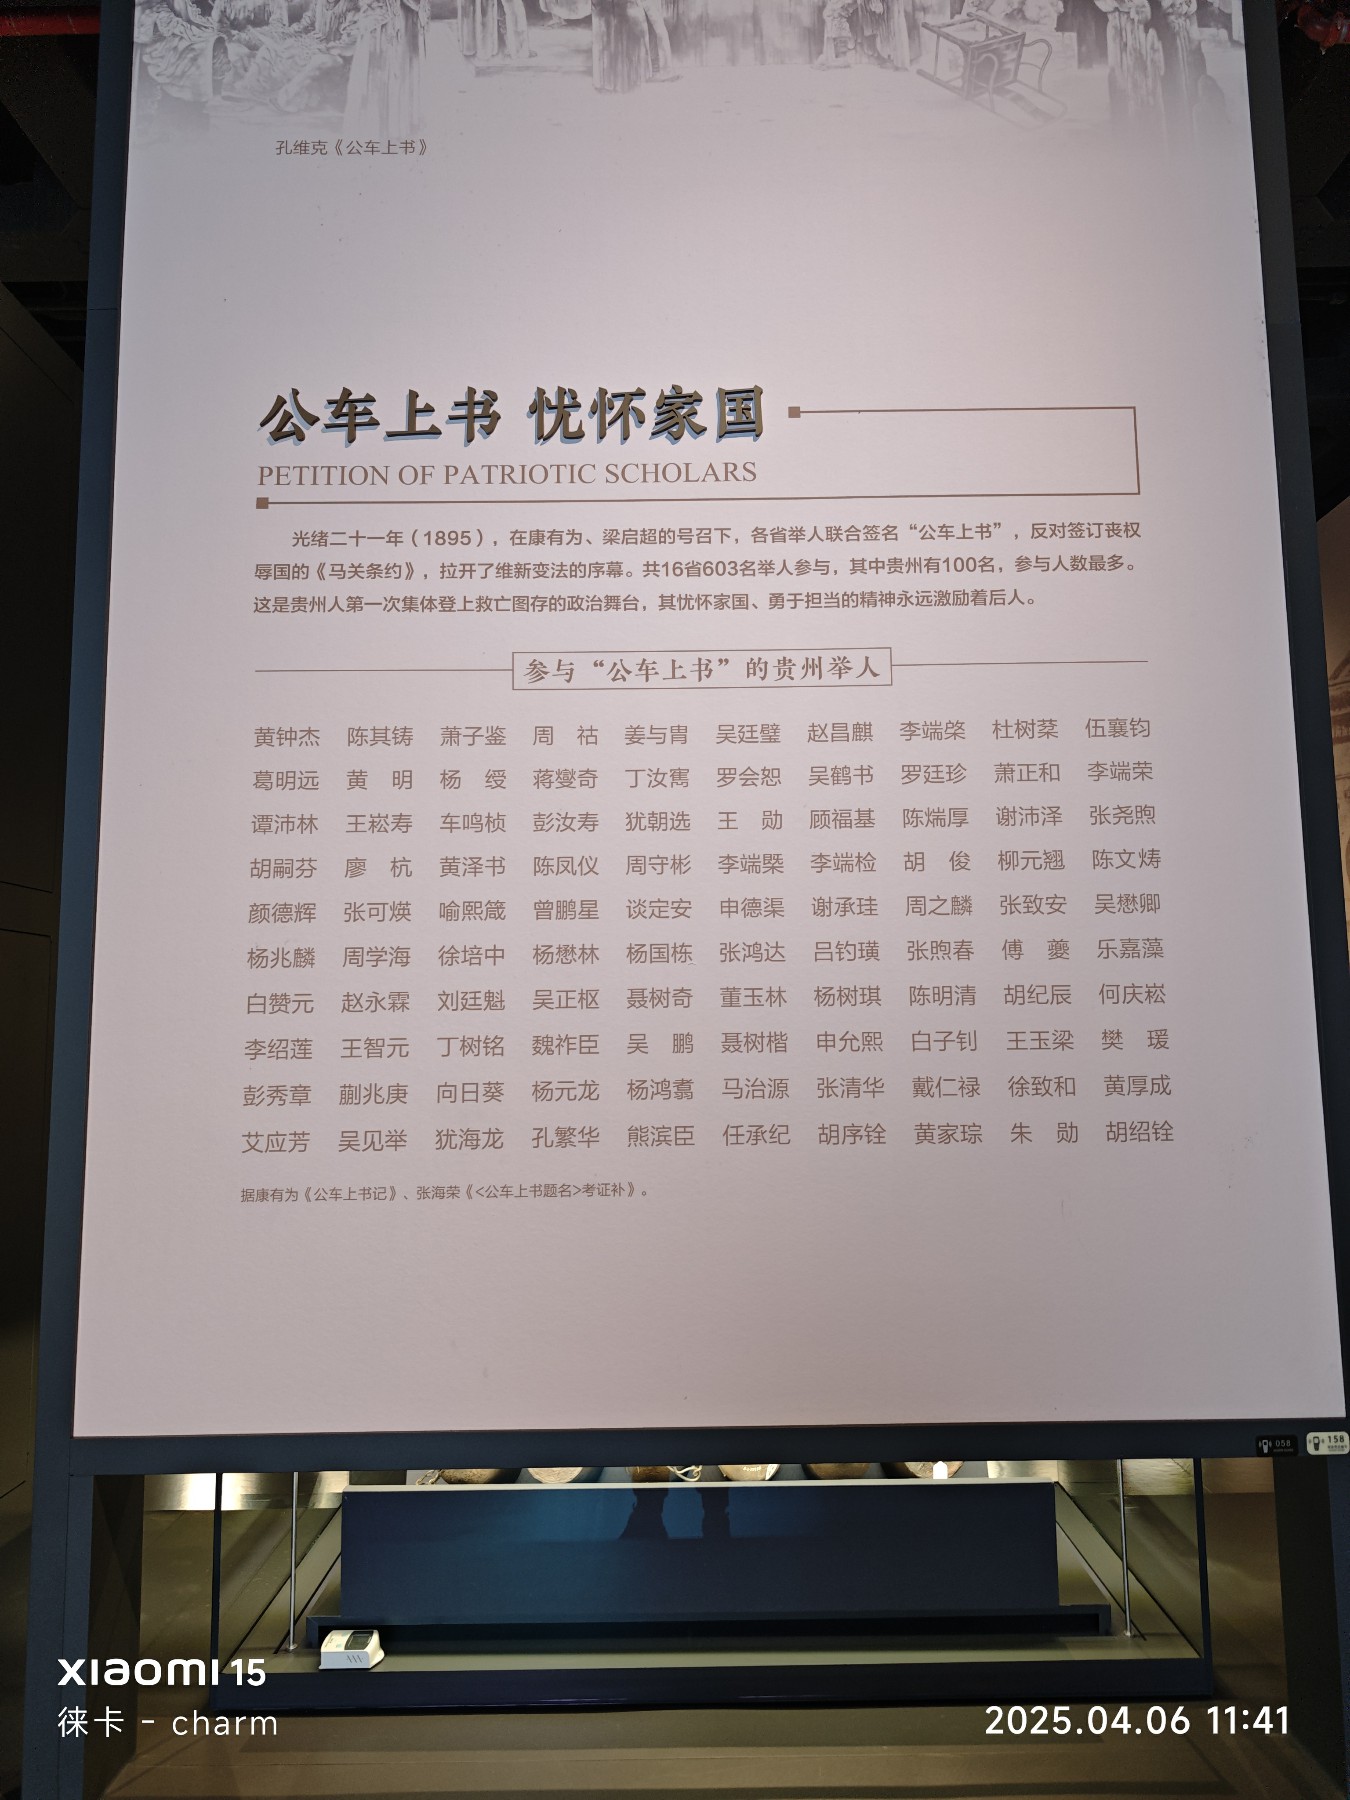 孔维克《公车上书》
公车上书 忧怀家国
PETITION OF PATRIOTIC SCHOLARS
光绪二十一年（1895），在康有为、梁启超的号召下，各省举人联合签名“公车上书”，反对签订丧权
辱国的《马关条约》，拉开了维新变法的序幕。共16省603名举人参与，其中贵州有100名，参与人数最多。
这是贵州人第一次集体登上救亡图存的政治舞台，其忧怀家国、勇于担当的精神永远激励着后人。
参与“公车上书”的贵州举人
黄钟杰 陈其铸 萧子鉴 周 祜 姜与胄 吴廷璧 赵昌麒 李端棨 杜树棻 伍襄钧
葛明远 黄 明 杨 绶 蒋燮奇 丁汝寯 罗会恕 吴鹤书 罗廷珍 萧正和 李端荣
谭沛林 王崧寿 车鸣桢 彭汝寿 犹朝选 王 勋 顾福基 陈煓厚 谢沛泽 张尧煦
胡嗣芬 廖 杭 黄泽书 陈凤仪 周守彬 李端槩 李端检 胡 俊 柳元翘 陈文焘
颜德辉 张可煐 喻熙箴 曾鹏星 谈定安 申德渠 谢承珪 周之麟 张致安 吴懋卿
杨兆麟 周学海 徐培中 杨懋林 杨国栋 张鸿达 吕钓璜 张煦春 傅 夔 乐嘉藻
白赞元 赵永霖 刘廷魁 吴正枢 聂树奇 董玉林 杨树琪 陈明清 胡纪辰 何庆崧
李绍莲 王智元 丁树铭 魏祚臣 吴 鹏 聂树楷 申允熙 白子钊 王玉梁 樊 瑗
彭秀章 蒯兆庚 向日葵 杨元龙 杨鸿翥 马治源 张清华 戴仁禄 徐致和 黄厚成
艾应芳 吴见举 犹海龙 孔繁华 熊滨臣 任承纪 胡序铨 黄家琮 朱 勋 胡绍铨
据康有为《公车上书记》、张海荣《<公车上书题名>考证补》。
058
158
xiaomi 15
徕卡 - charm
2025.04.06 11:41